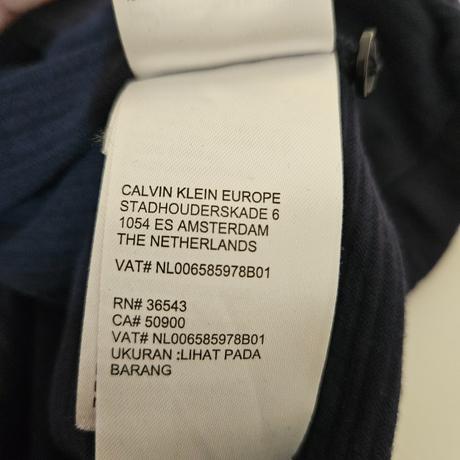 CALVIN KLEIN EUROPE
STADHOUDERSKADE 6
1054 ES AMSTERDAM
THE NETHERLANDS
VAT# NL006585978B01
RN# 36543
CA# 50900
VAT# NL006585978B01
UKURAN :LIHAT PADA
BARANG